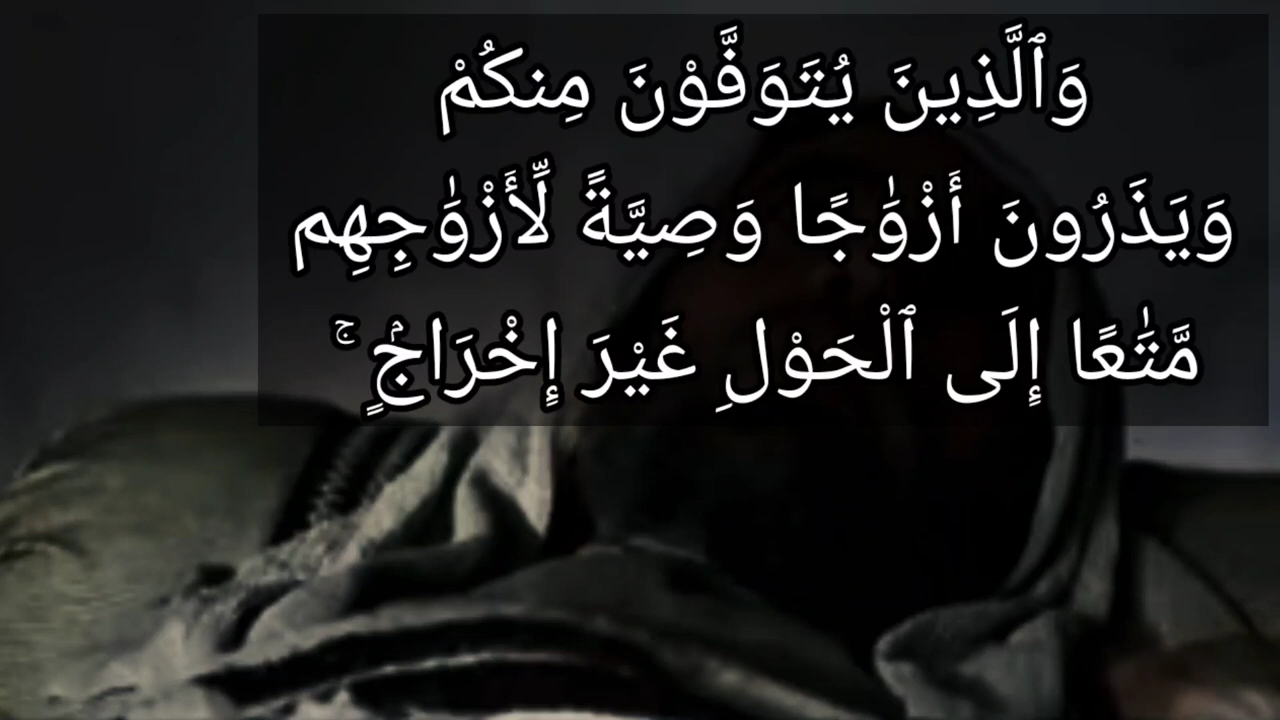 وَٱلَّذِينَ يُتَوَفَّوْنَ مِنكُمْ
وَيَذَرُونَ أَزْوَٰجًا وَصِيَّةً لِّأَزْوَٰجِهِم
مَّتَٰعًا إِلَى ٱلْحَوْلِ غَيْرَ إِخْرَاجٍۢ ۚ